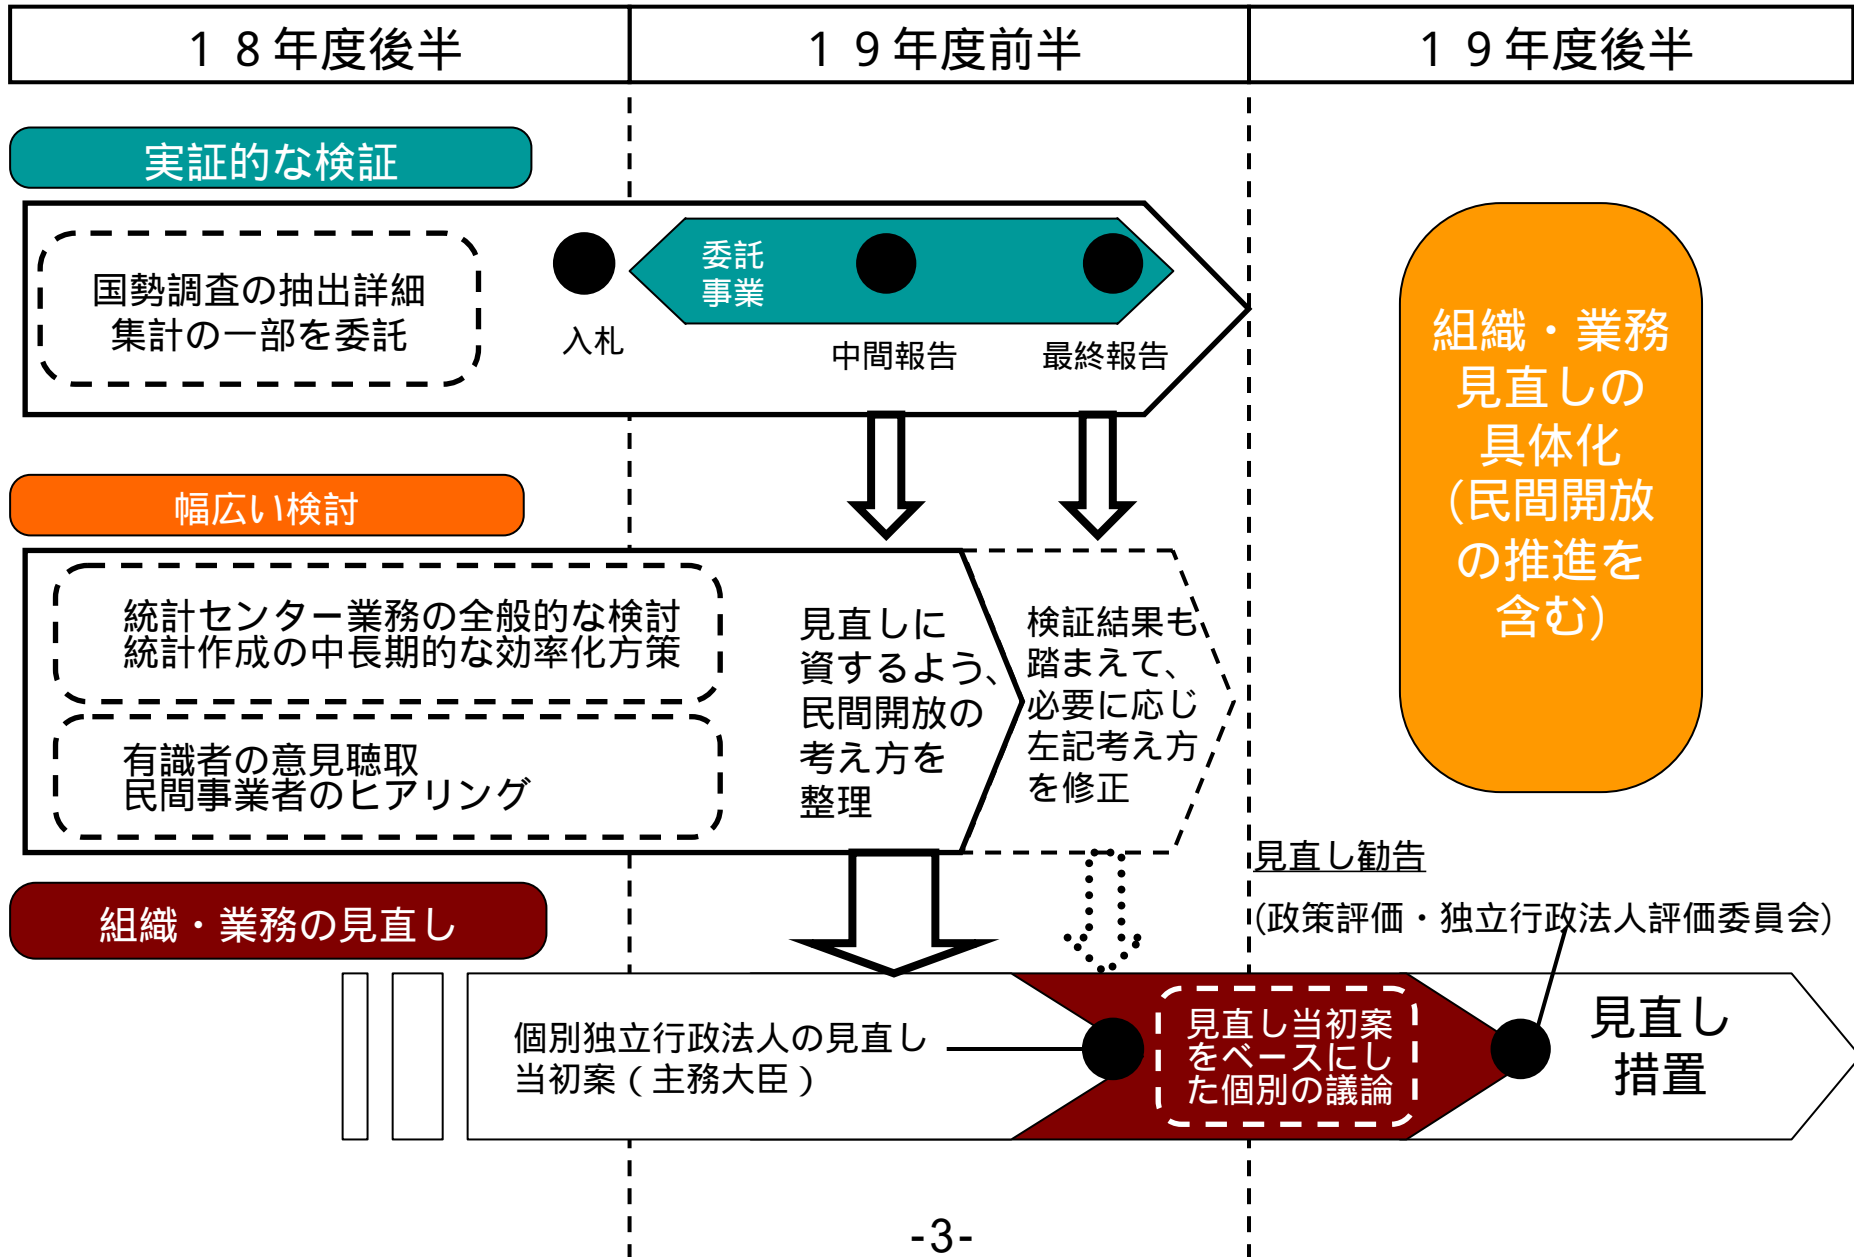 １８年度後半
１９年度前半
１９年度後半
実証的な検証
国勢調査の抽出詳細
集計の一部を委託
入札
委託
事業
中間報告
最終報告
組織・業務
見直しの
具体化
（民間開放
の推進を
含む）
幅広い検討
統計センター業務の全般的な検討
統計作成の中長期的な効率化方策
有識者の意見聴取
民間事業者のヒアリング
見直しに
資するよう、
民間開放の
考え方を
整理
検証結果も
踏まえて、
必要に応じ
左記考え方
を修正
見直し勧告
（政策評価・独立行政法人評価委員会）
組織・業務の見直し
個別独立行政法人の見直し
当初案（主務大臣）
見直し当初案
をベースにし
た個別の議論
見直し
措置
-3-